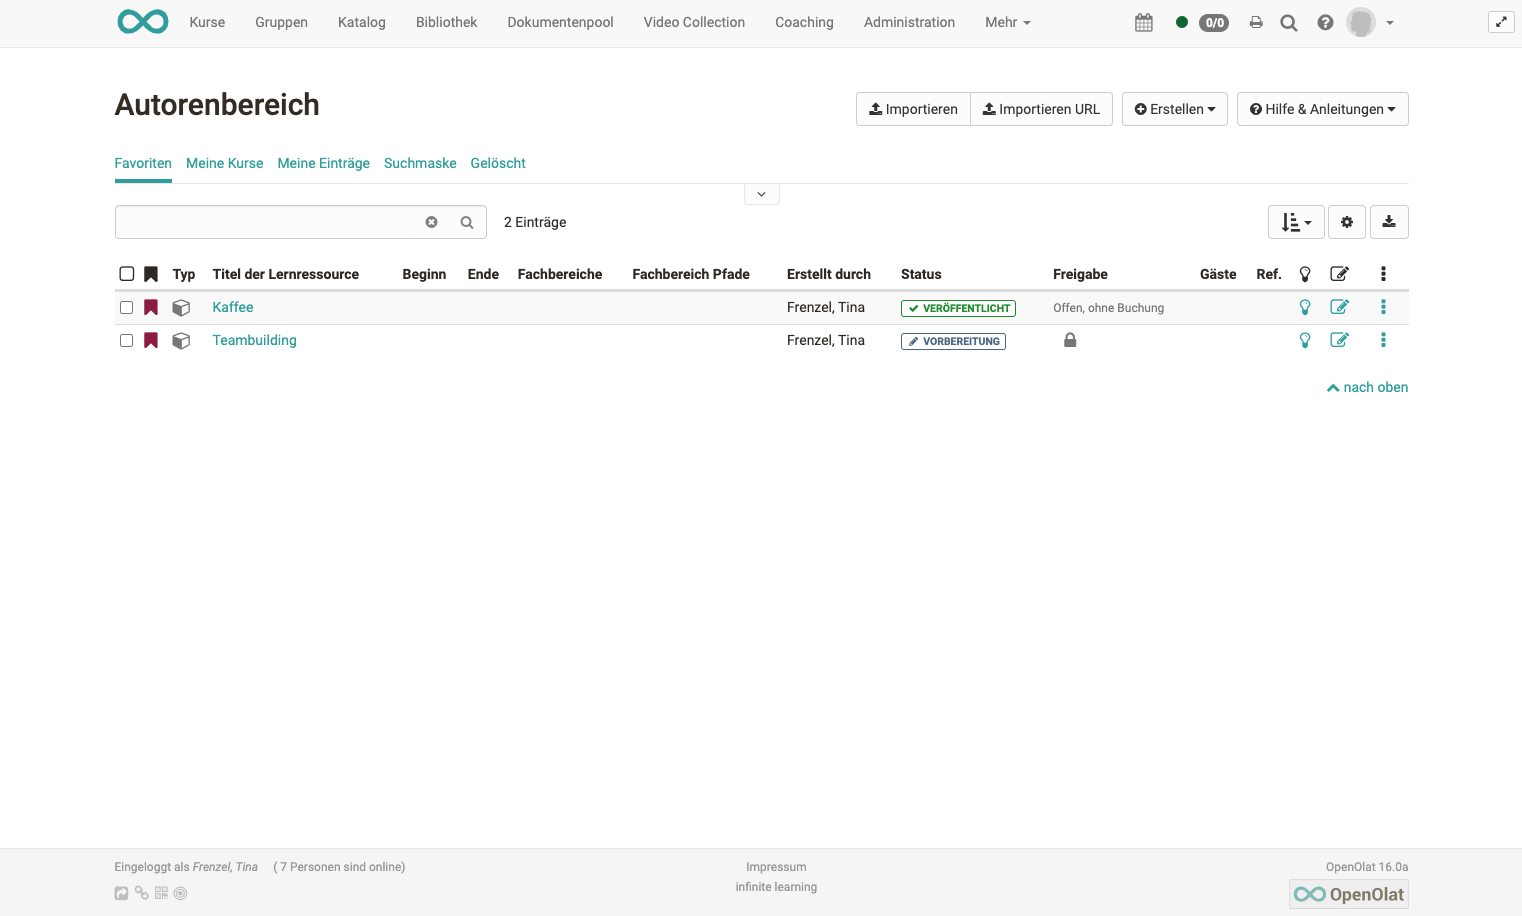 Kurse Gruppen Katalog Bibliothek Dokumentenpool Video Collection Coaching Administration Mehr 0/0
Autorenbereich
Importieren Importieren URL Erstellen Hilfe & Anleitungen
Favoriten Meine Kurse Meine Einträge Suchmaske Gelöscht
2 Einträge
Typ Titel der Lernressource Beginn Ende Fachbereiche Fachbereich Pfade Erstellt durch Status Freigabe Gäste Ref.
Kaffee Frenzel, Tina VERÖFFENTLICHT Offen, ohne Buchung
Teambuilding Frenzel, Tina VORBEREITUNG
nach oben
Eingeloggt als Frenzel, Tina ( 7 Personen sind online) Impressum OpenOlat 16.0a
infinite learning
OpenOlat